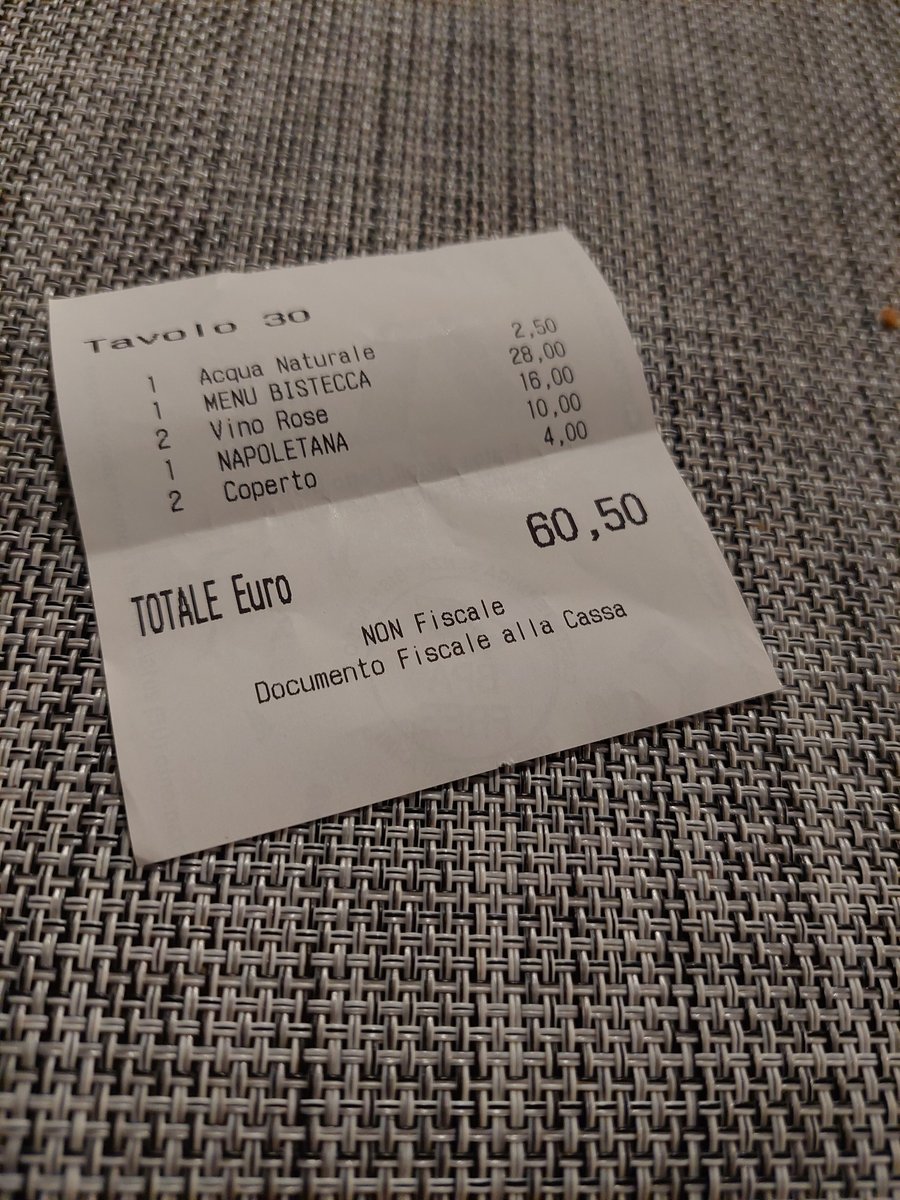 Tavolo 30
1 Acqua Naturale 2,50
1 MENU BISTECCA 28,00
2 Vino Rose 16,00
1 NAPOLETANA 10,00
2 Coperto 4,00
TOTALE Euro 60,50
NON Fiscale
Documento Fiscale alla Cassa